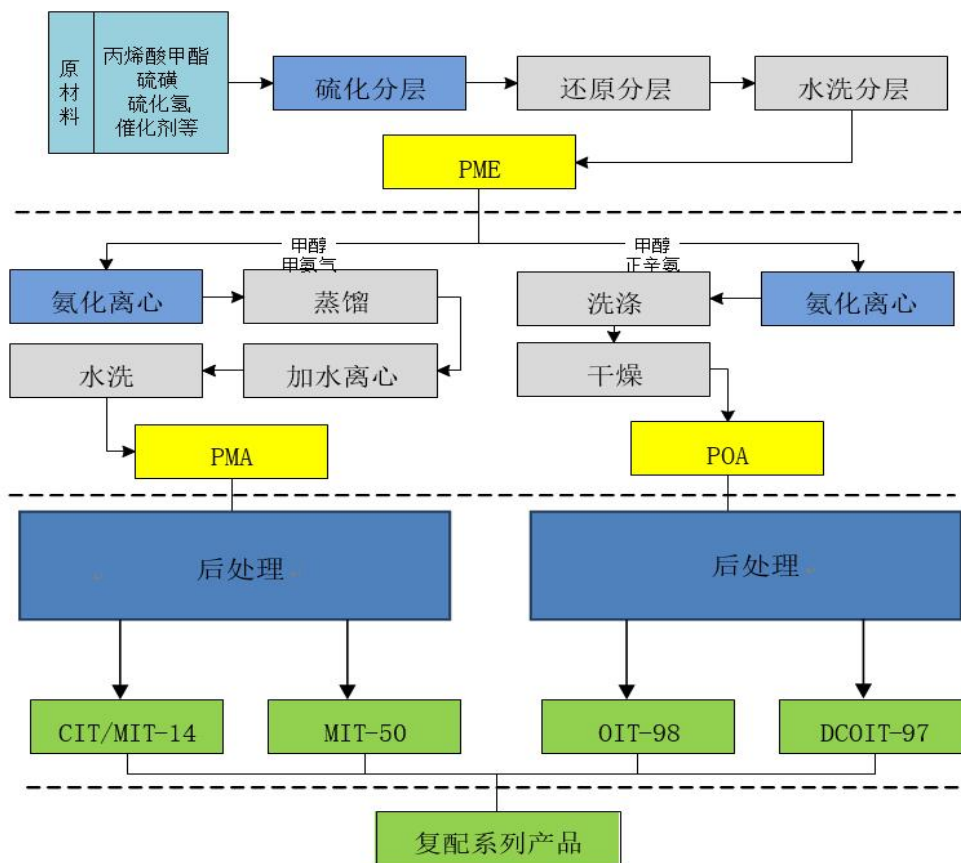 原材料
丙烯酸甲酯
硫磺
硫化氢
催化剂等
硫化分层
还原分层
水洗分层
PME
甲醇
甲氨气
甲醇
正辛氨
氨化离心
蒸馏
洗涤
氨化离心
水洗
加水离心
干燥
PMA
POA
后处理
后处理
CIT/MIT-14
MIT-50
OIT-98
DCOIT-97
复配系列产品